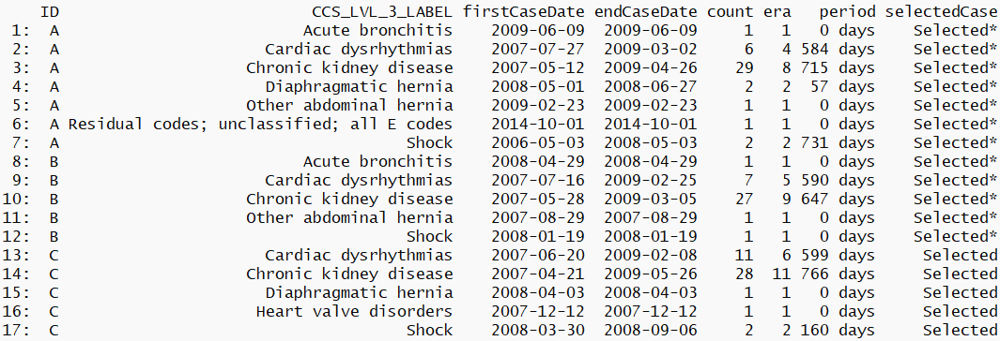 ID CCS_LVL_3_LABEL firstCaseDate endCaseDate count era period selectedCase
1: A Acute bronchitis 2009-06-09 2009-06-09 1 1 0 days Selected*
2: A Cardiac dysrhythmias 2007-07-27 2009-03-02 6 4 584 days Selected*
3: A Chronic kidney disease 2007-05-12 2009-04-26 29 8 715 days Selected*
4: A Diaphragmatic hernia 2008-05-01 2008-06-27 2 2 57 days Selected*
5: A Other abdominal hernia 2009-02-23 2009-02-23 1 1 0 days Selected*
6: A Residual codes; unclassified; all E codes 2014-10-01 2014-10-01 1 1 0 days Selected*
7: A Shock 2006-05-03 2008-05-03 2 2 731 days Selected*
8: B Acute bronchitis 2008-04-29 2008-04-29 1 1 0 days Selected*
9: B Cardiac dysrhythmias 2007-07-16 2009-02-25 7 5 590 days Selected*
10: B Chronic kidney disease 2007-05-28 2009-03-05 27 9 647 days Selected*
11: B Other abdominal hernia 2007-08-29 2007-08-29 1 1 0 days Selected*
12: B Shock 2008-01-19 2008-01-19 1 1 0 days Selected*
13: C Cardiac dysrhythmias 2007-06-20 2009-02-08 11 6 599 days Selected
14: C Chronic kidney disease 2007-04-21 2009-05-26 28 11 766 days Selected
15: C Diaphragmatic hernia 2008-04-03 2008-04-03 1 1 0 days Selected
16: C Heart valve disorders 2007-12-12 2007-12-12 1 1 0 days Selected
17: C Shock 2008-03-30 2008-09-06 2 2 160 days Selected